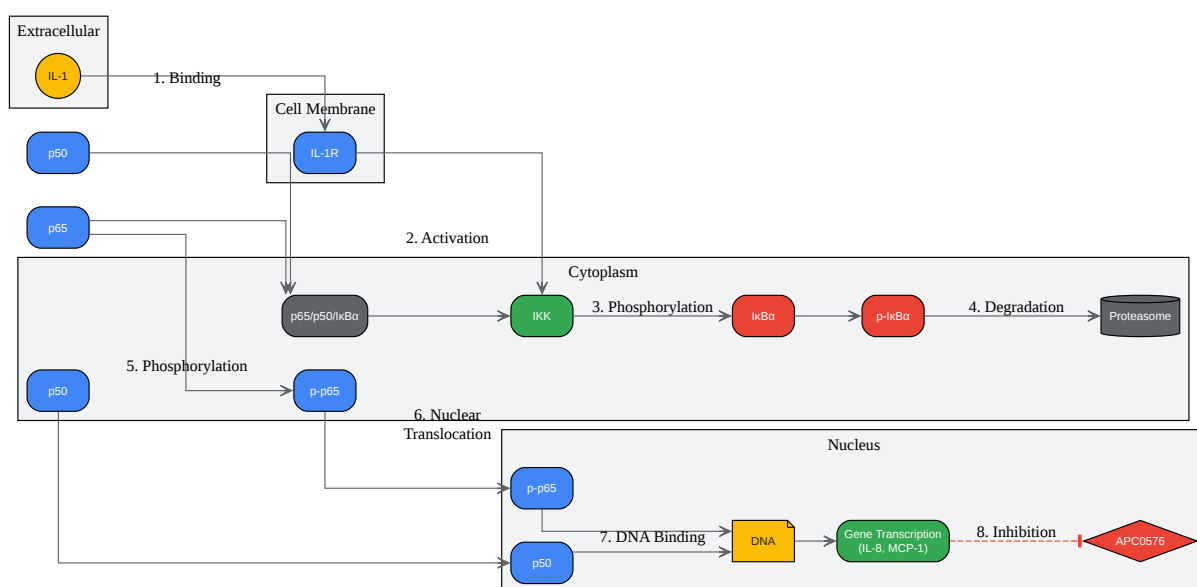 Extracellular
IL-1
1. Binding
Cell Membrane
p50
IL-1R
p65
2. Activation
Cytoplasm
p65/p50/IκBα
IKK
3. Phosphorylation
IκBα
p-IκBα
4. Degradation
Proteasome
5. Phosphorylation
p50
p-p65
6. Nuclear
Translocation
Nucleus
p-p65
7. DNA Binding
p50
DNA
Gene Transcription
(IL-8, MCP-1)
8. Inhibition
APC0576